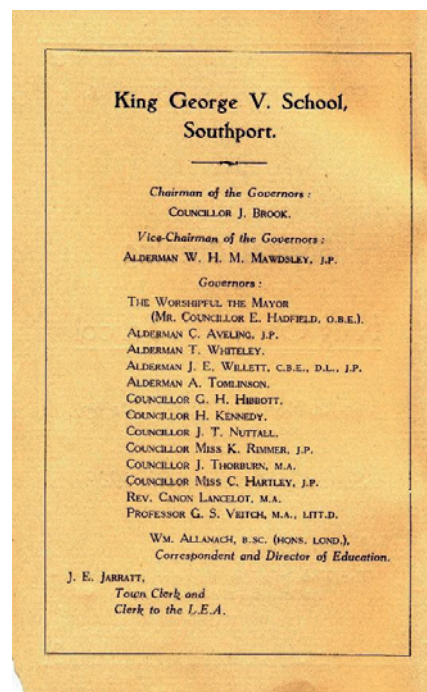 King George V. School,
Southport.
Chairman of the Governors :
Councillor J. Brook.
Vice-Chairman of the Governors :
Alderman W. H. M. Mawdsley, J.P.
Governors :
The Worshipful the Mayor
(Mr. Councillor E. Hadfield, O.B.E.).
Alderman C. Aveling, J.P.
Alderman T. Whiteley.
Alderman J. E. Willett, C.B.E., D.L., J.P.
Alderman A. Tomlinson.
Councillor G. H. Hibbott.
Councillor H. Kennedy.
Councillor J. T. Nuttall.
Councillor Miss K. Rimmer, J.P.
Councillor J. Thorburn, M.A.
Councillor Miss C. Hartley, J.P.
Rev. Canon Lancelot, M.A.
Professor G. S. Veitch, M.A., Litt.D.
Wm. Allanach, B.Sc. (Hons. Lond.),
Correspondent and Director of Education.
J. E. Jarratt,
Town Clerk and
Clerk to the L.E.A.